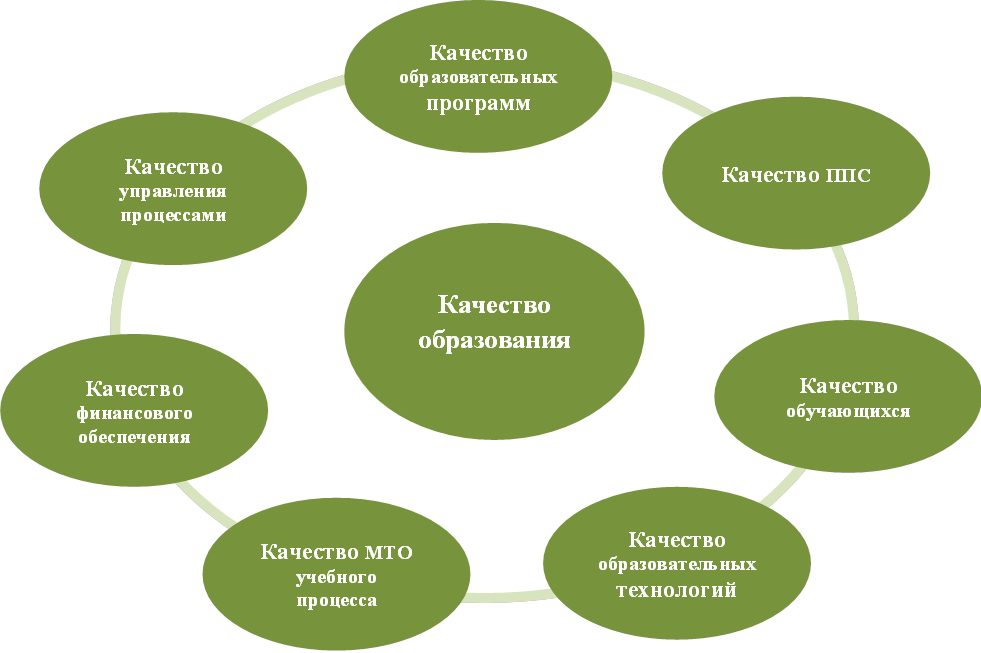 Качество
образовательных
программ
Качество ППС
Качество
управления
процессами
Качество
образования
Качество
обучающихся
Качество
финансового
обеспечения
Качество
образовательных
технологий
Качество МТО
учебного
процесса